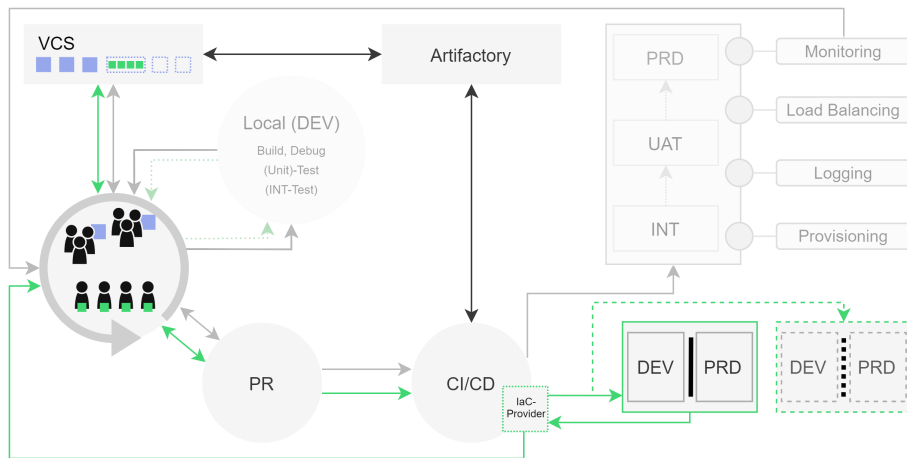 VCS
Artifactory
Local (DEV)
Build, Debug
(Unit)-Test
(INT-Test)
PRD
UAT
INT
Monitoring
Load Balancing
Logging
Provisioning
PR
CI/CD
IaC-
Provider
DEV
PRD
DEV
PRD